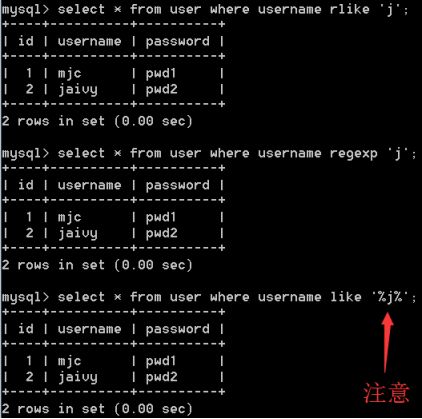 mysql> select * from user where username rlike 'j';
+----+----------+----------+
| id | username | password |
+----+----------+----------+
|  1 | mjc      | pwd1     |
|  2 | jaivy    | pwd2     |
+----+----------+----------+
2 rows in set (0.00 sec)
mysql> select * from user where username regexp 'j';
+----+----------+----------+
| id | username | password |
+----+----------+----------+
|  1 | mjc      | pwd1     |
|  2 | jaivy    | pwd2     |
+----+----------+----------+
2 rows in set (0.00 sec)
mysql> select * from user where username like '%j%';
+----+----------+----------+
| id | username | password |
+----+----------+----------+
|  1 | mjc      | pwd1     |
|  2 | jaivy    | pwd2     |
+----+----------+----------+
注意
2 rows in set (0.00 sec)